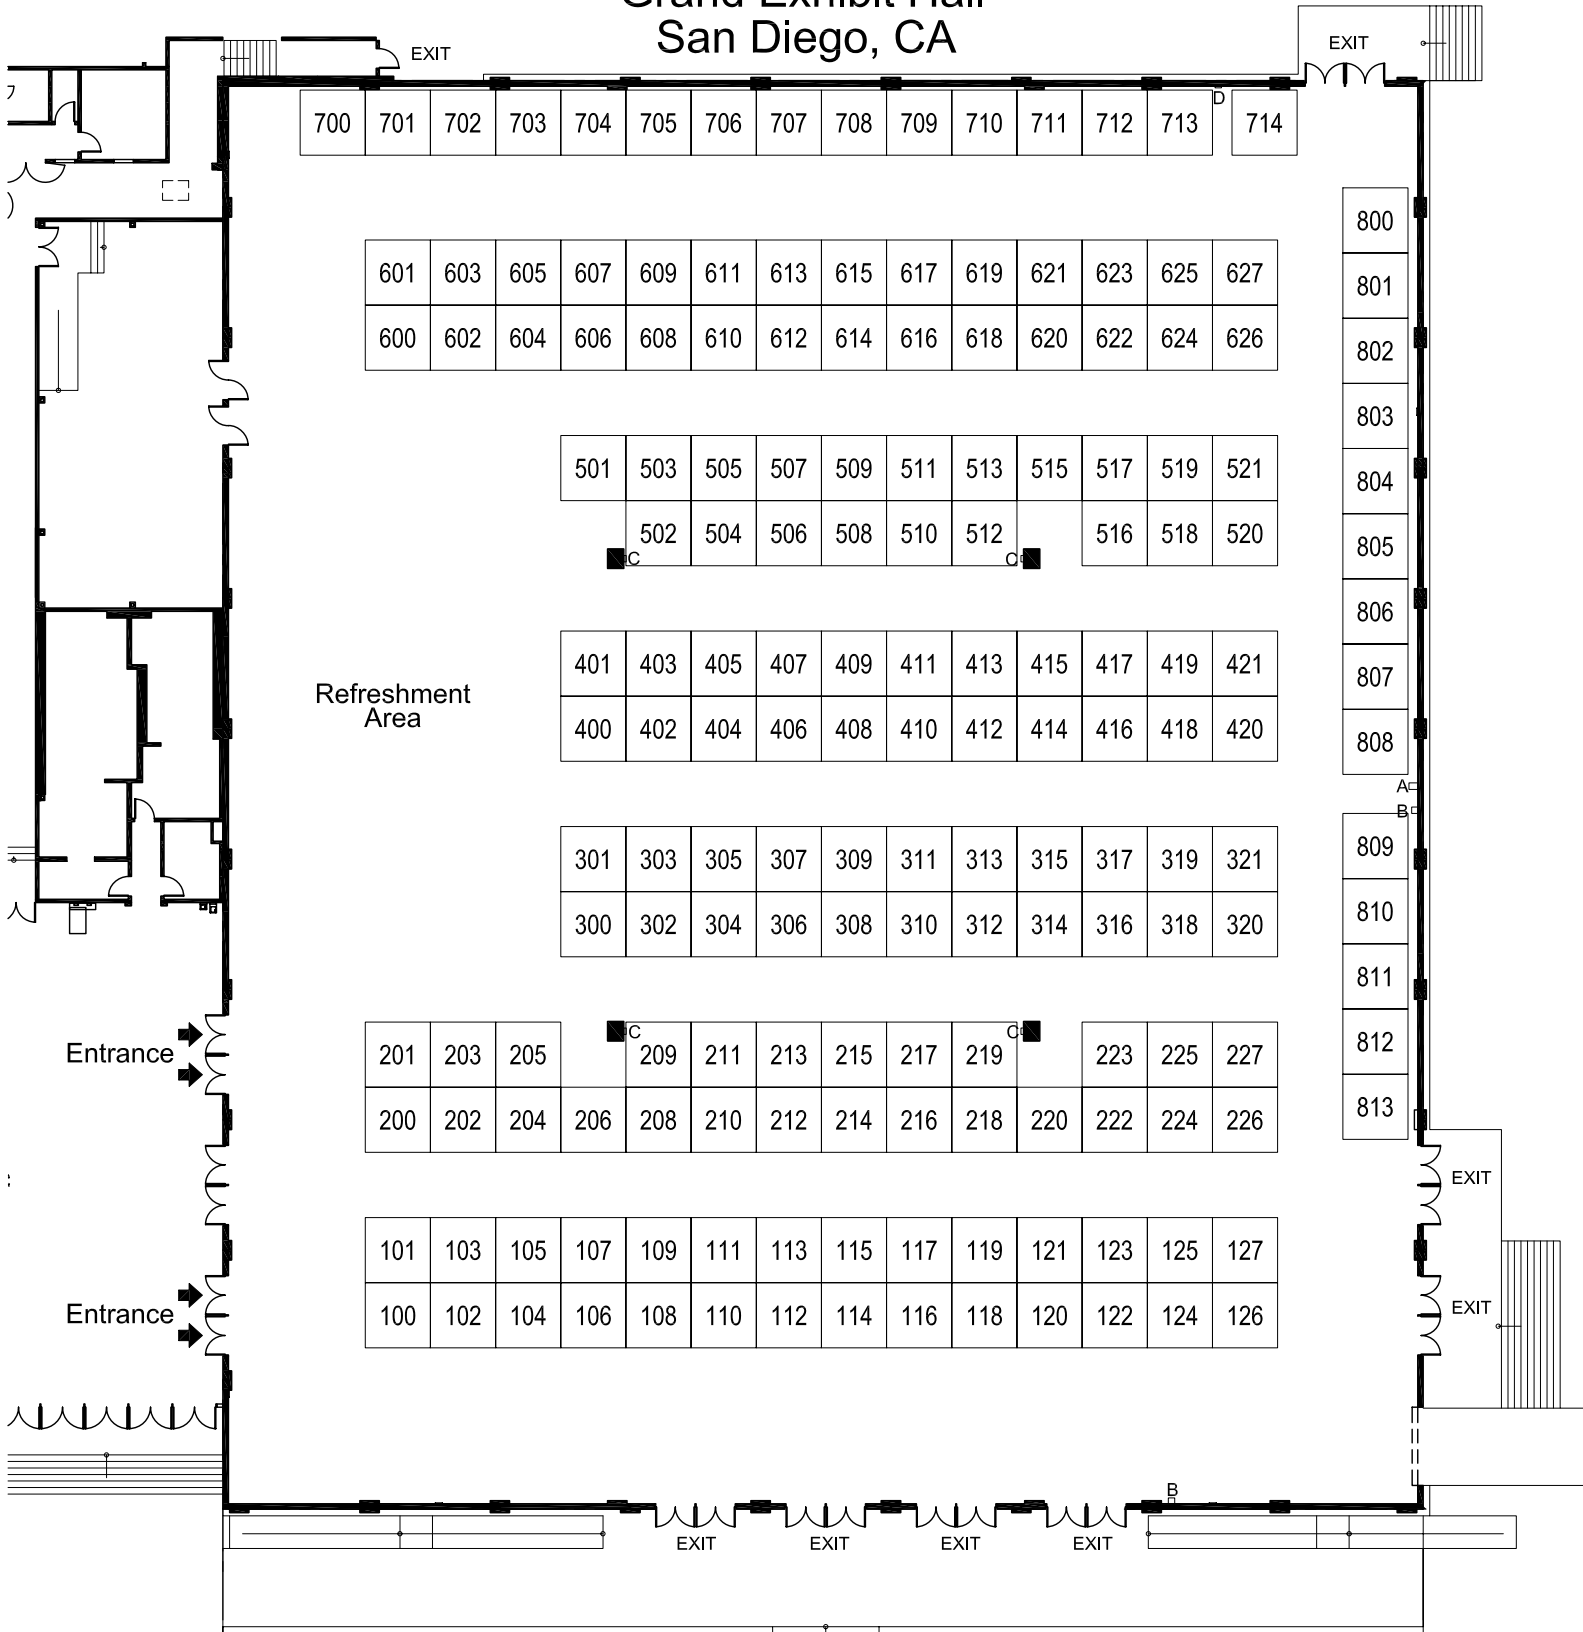 Grand Exhibit Hall
San Diego, CA
EXIT
EXIT
D
700 701 702 703 704 705 706 707 708 709 710 711 712 713 714
800
601 603 605 607 609 611 613 615 617 619 621 623 625 627
801
600 602 604 606 608 610 612 614 616 618 620 622 624 626
802
803
501 503 505 507 509 511 513 515 517 519 521
804
502 504 506 508 510 512 516 518 520
805
C C
806
401 403 405 407 409 411 413 415 417 419 421
807
Refreshment
Area
400 402 404 406 408 410 412 414 416 418 420
808
A
B
301 303 305 307 309 311 313 315 317 319 321
809
300 302 304 306 308 310 312 314 316 318 320
810
811
C C
Entrance
201 203 205 209 211 213 215 217 219 223 225 227
812
200 202 204 206 208 210 212 214 216 218 220 222 224 226
813
EXIT
101 103 105 107 109 111 113 115 117 119 121 123 125 127
Entrance
100 102 104 106 108 110 112 114 116 118 120 122 124 126
EXIT
B
EXIT EXIT EXIT EXIT